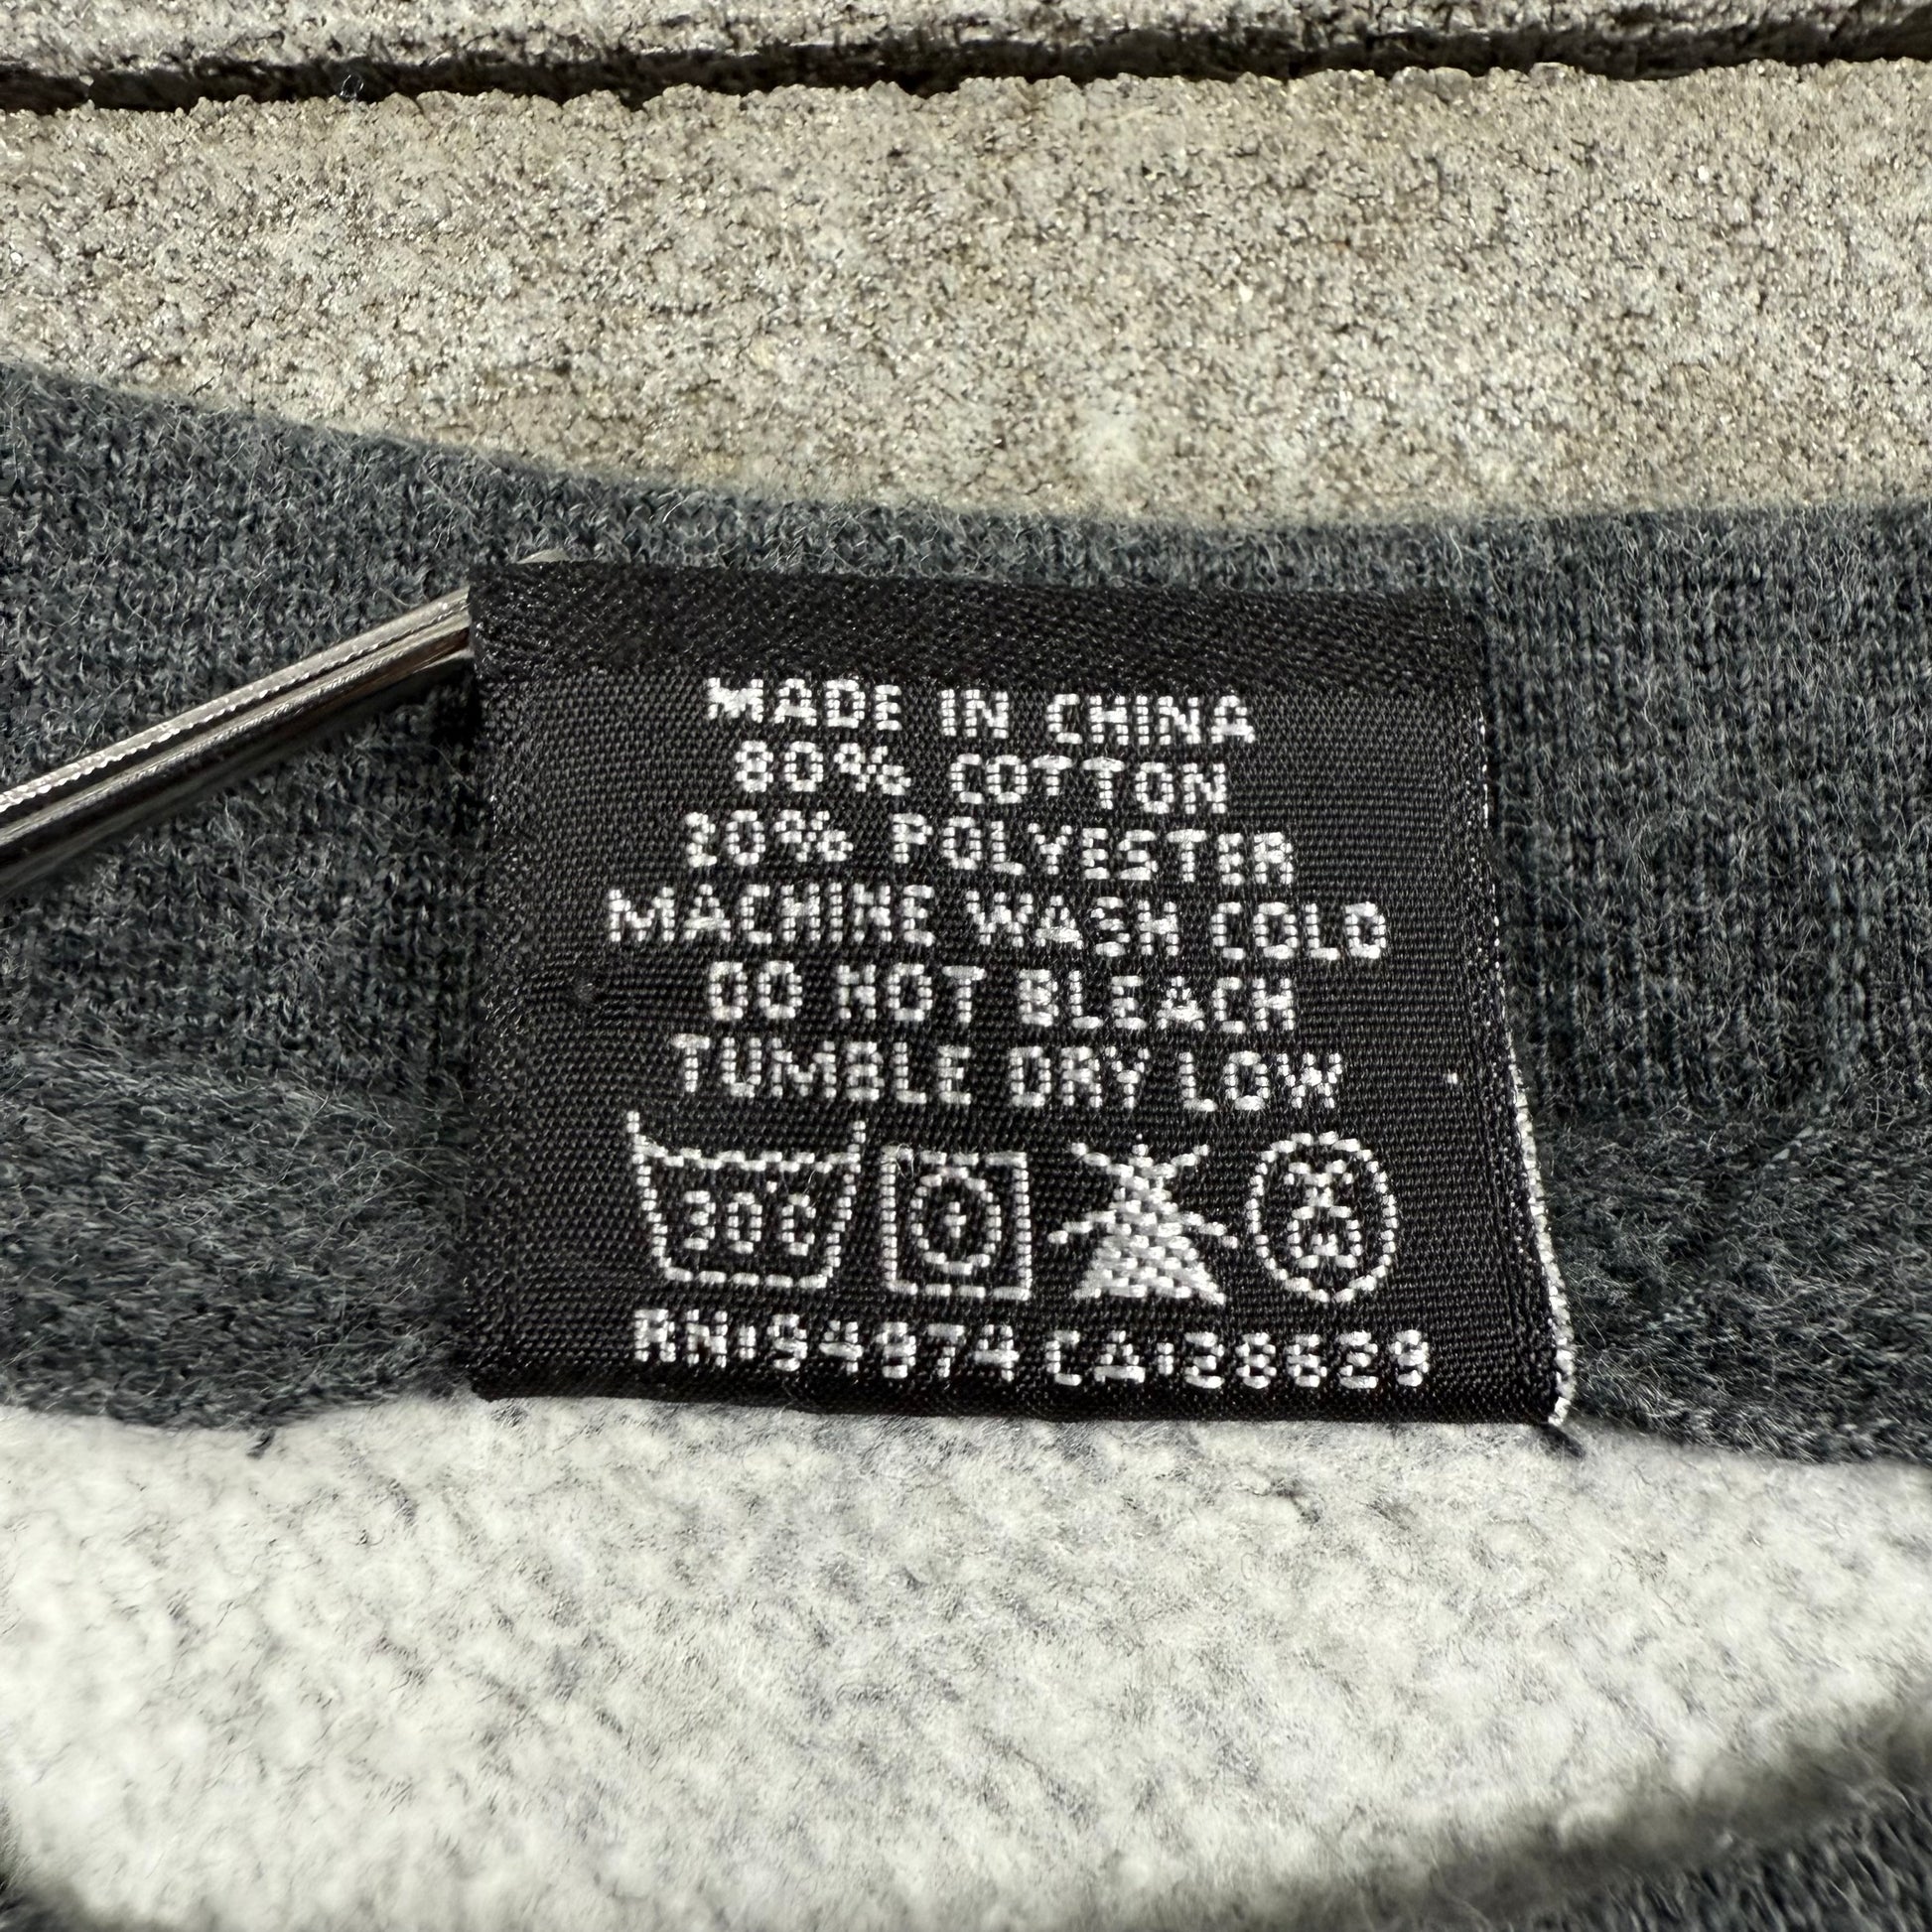 MADE IN CHINA
80% COTTON
20% POLYESTER
MACHINE WASH COLD
DO NOT BLEACH
TUMBLE DRY LOW
30°C
RN:94974 CA:28629